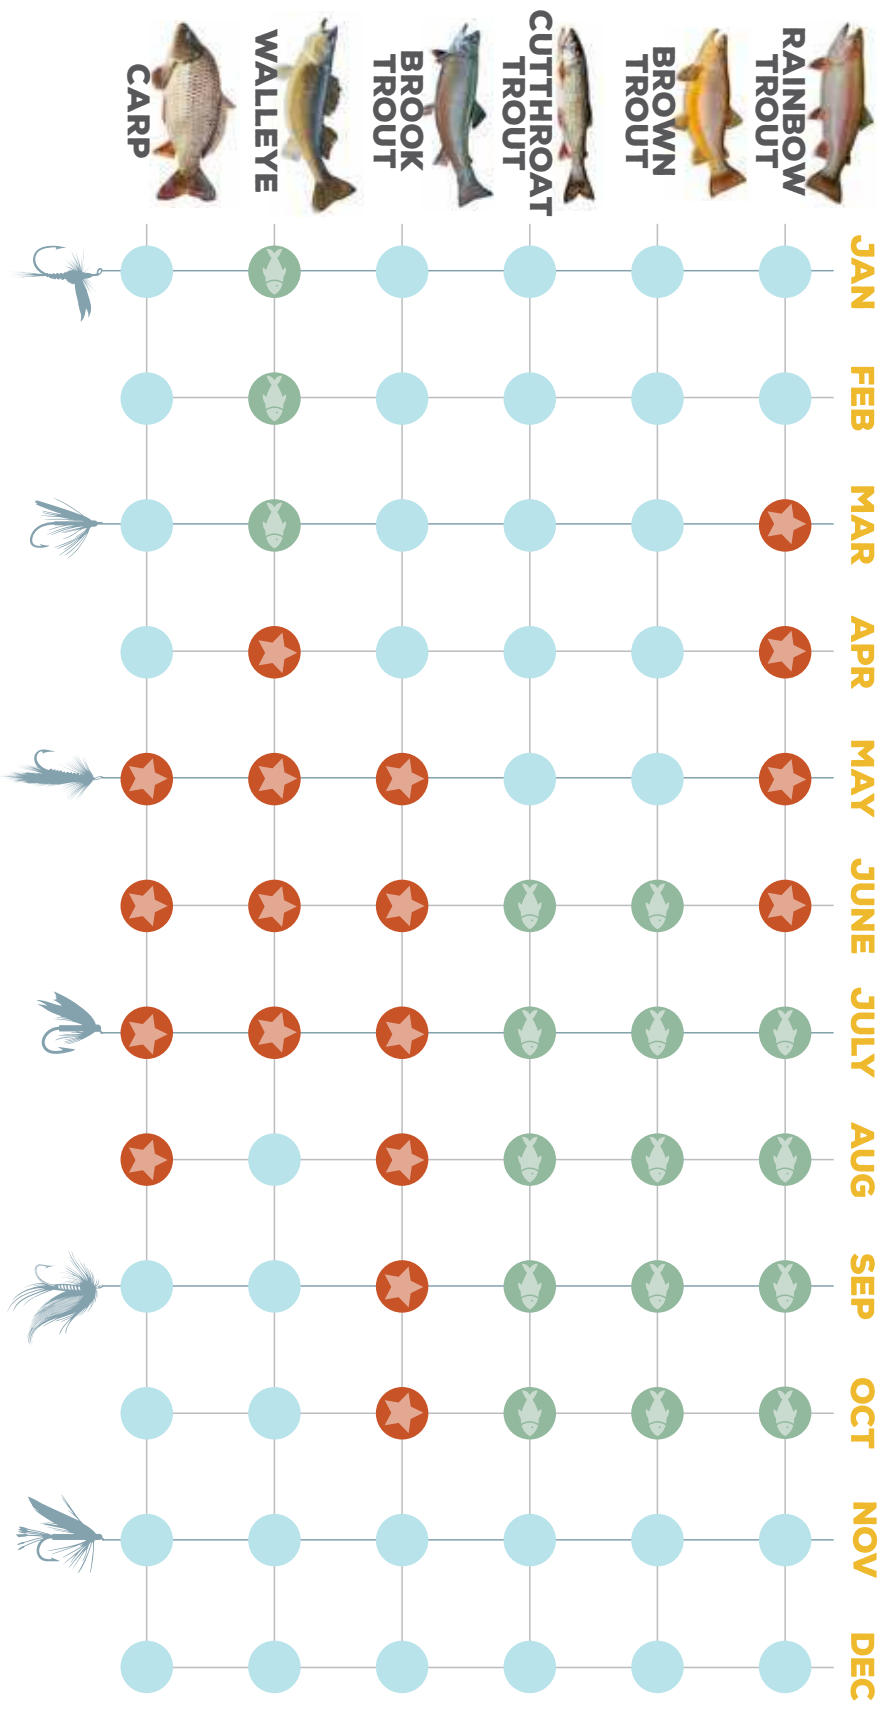 JAN
FEB
MAR
APR
MAY
JUNE
JULY
AUG
SEP
OCT
NOV
DEC
RAINBOW
TROUT
BROWN
TROUT
CUTTHROAT
TROUT
BROOK
TROUT
WALLEYE
CARP